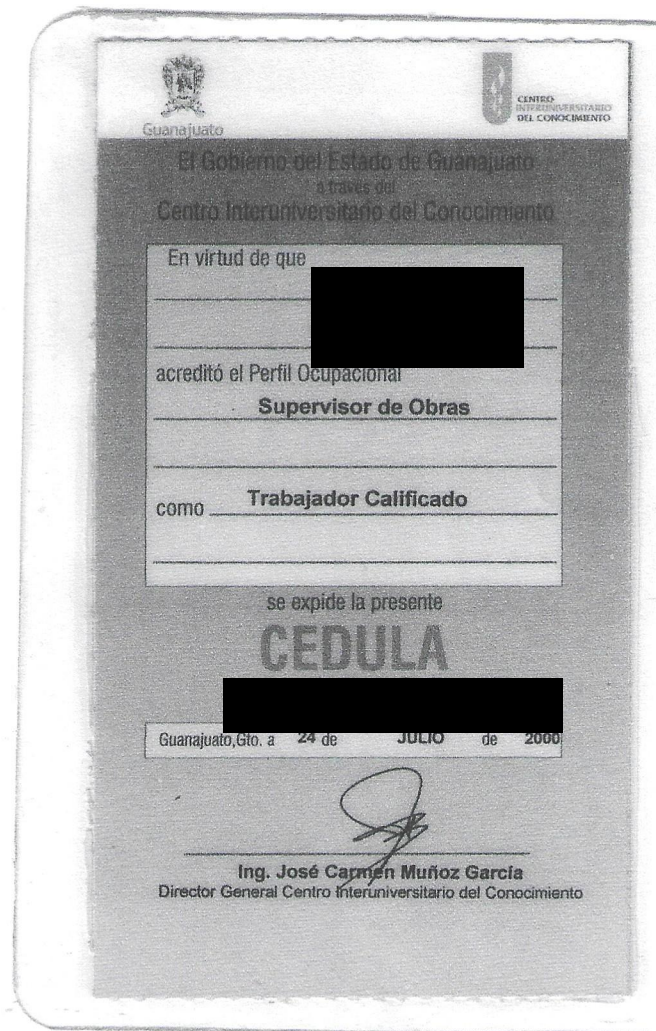 Guanajuato
CENTRO
INTERUNIVERSITARIO
DEL CONOCIMIENTO
El Gobierno del Estado de Guanajuato
a través del
Centro Interuniversitario del Conocimiento
En virtud de que
acreditó el Perfil Ocupacional
Supervisor de Obras
como Trabajador Calificado
se expide la presente
CEDULA
Guanajuato,Gto. a 24 de JULIO de 2000
Ing. José Carmen Muñoz García
Director General Centro Interuniversitario del Conocimiento